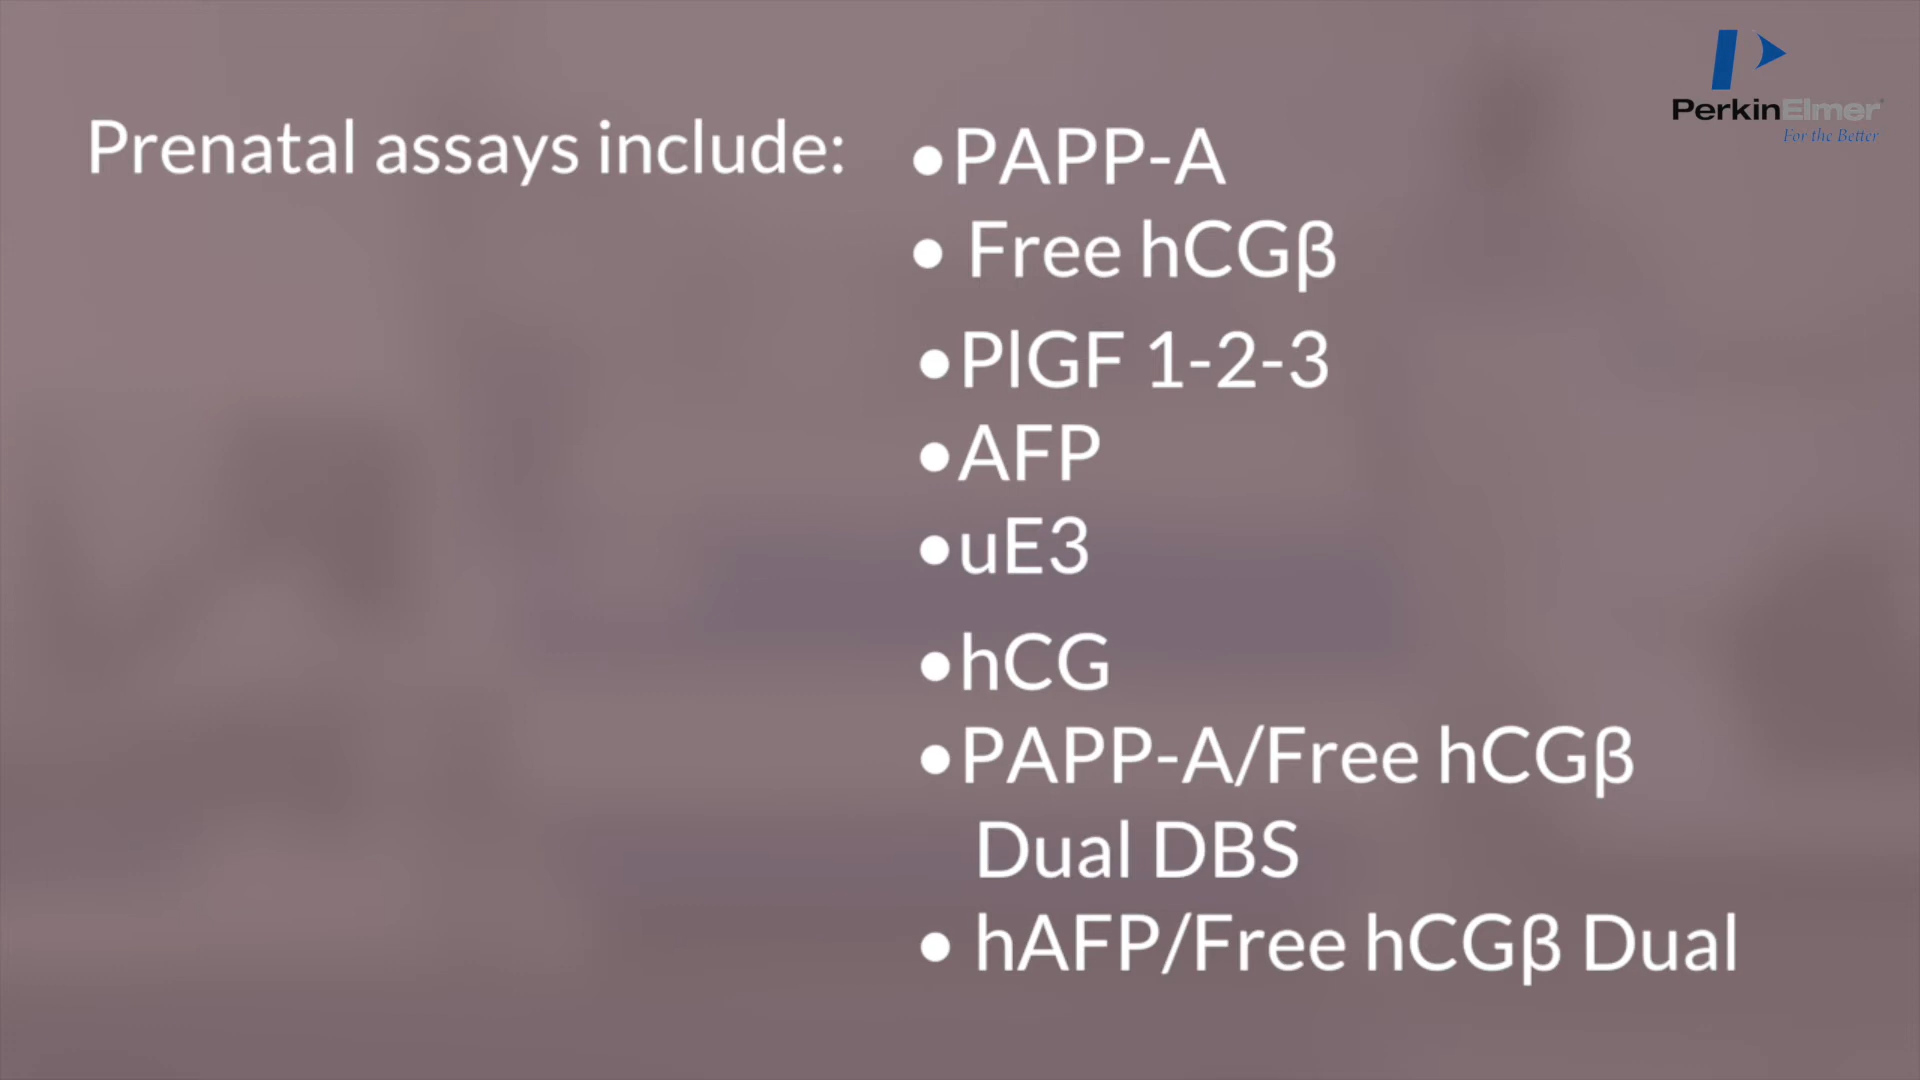 PerkinElmer
For the Better
Prenatal assays include:
•PAPP-A
• Free hCGβ
•PlGF 1-2-3
•AFP
•uE3
•hCG
•PAPP-A/Free hCGβ
Dual DBS
• hAFP/Free hCGβ Dual